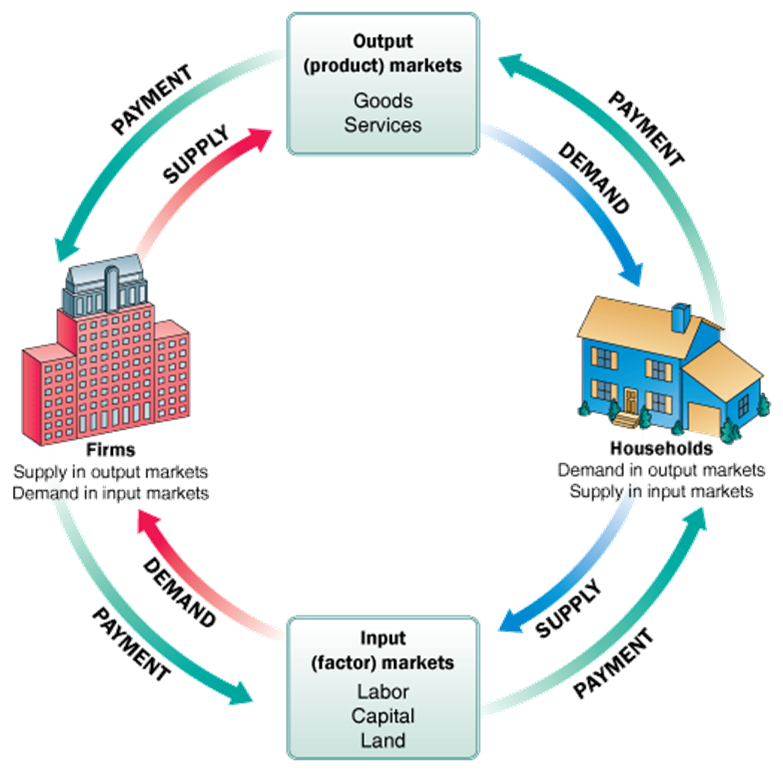 Output
(product) markets
Goods
Services
PAYMENT
SUPPLY
PAYMENT
DEMAND
Firms
Supply in output markets
Demand in input markets
Households
Demand in output markets
Supply in input markets
DEMAND
PAYMENT
SUPPLY
PAYMENT
Input
(factor) markets
Labor
Capital
Land